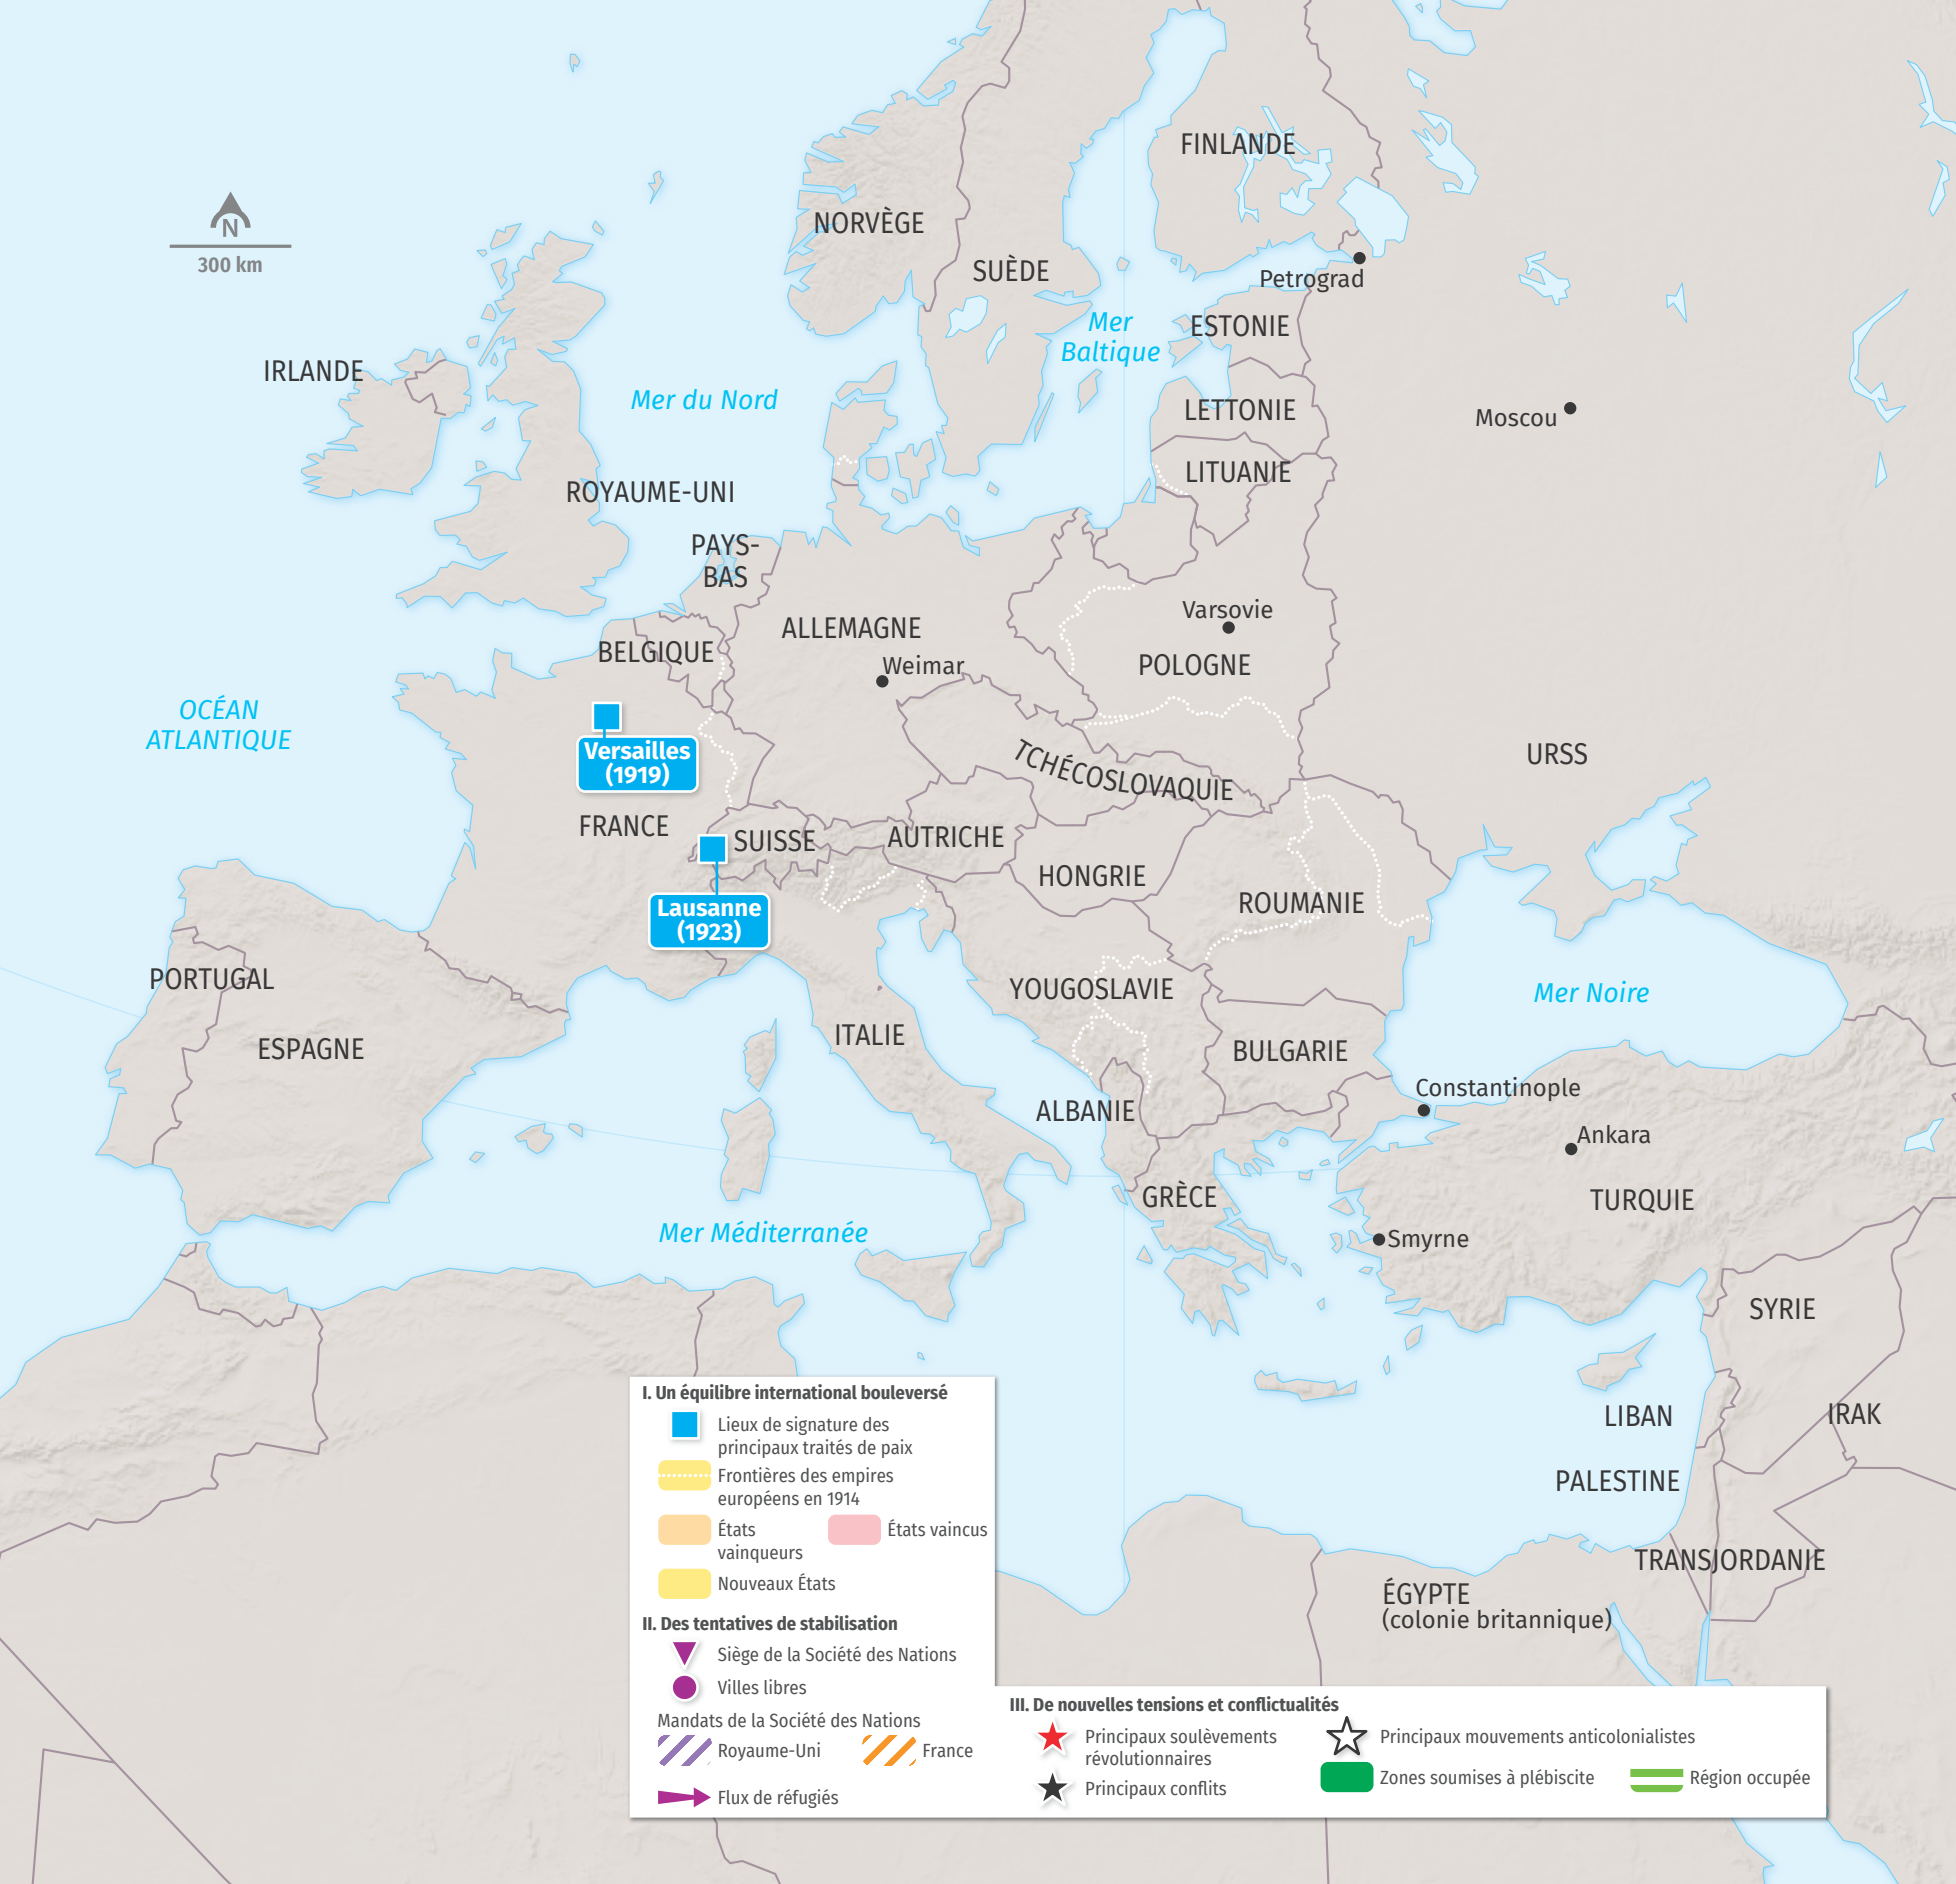 FINLANDE
NORVÈGE
N
300 km
SUÈDE
Petrograd
Mer
Baltique
ESTONIE
IRLANDE
Mer du Nord
LETTONIE
Moscou
LITUANIE
ROYAUME-UNI
PAYS-
BAS
Varsovie
ALLEMAGNE
BELGIQUE
Weimar
POLOGNE
OCÉAN
ATLANTIQUE
Versailles
(1919)
TCHÉCOSLOVAQUIE
URSS
FRANCE
SUISSE
AUTRICHE
HONGRIE
ROUMANIE
Lausanne
(1923)
PORTUGAL
YOUGOSLAVIE
Mer Noire
ESPAGNE
ITALIE
BULGARIE
Constantinople
ALBANIE
Ankara
GRÈCE
TURQUIE
Mer Méditerranée
Smyrne
SYRIE
LIBAN
IRAK
PALESTINE
TRANSJORDANIE
ÉGYPTE
(colonie britannique)
I. Un équilibre international bouleversé
Lieux de signature des
principaux traités de paix
Frontières des empires
européens en 1914
États
vainqueurs
États vaincus
Nouveaux États
II. Des tentatives de stabilisation
Siège de la Société des Nations
Villes libres
Mandats de la Société des Nations
Royaume-Uni
France
Flux de réfugiés
III. De nouvelles tensions et conflictualités
Principaux soulèvements
révolutionnaires
Principaux conflits
Principaux mouvements anticolonialistes
Zones soumises à plébiscite
Région occupée